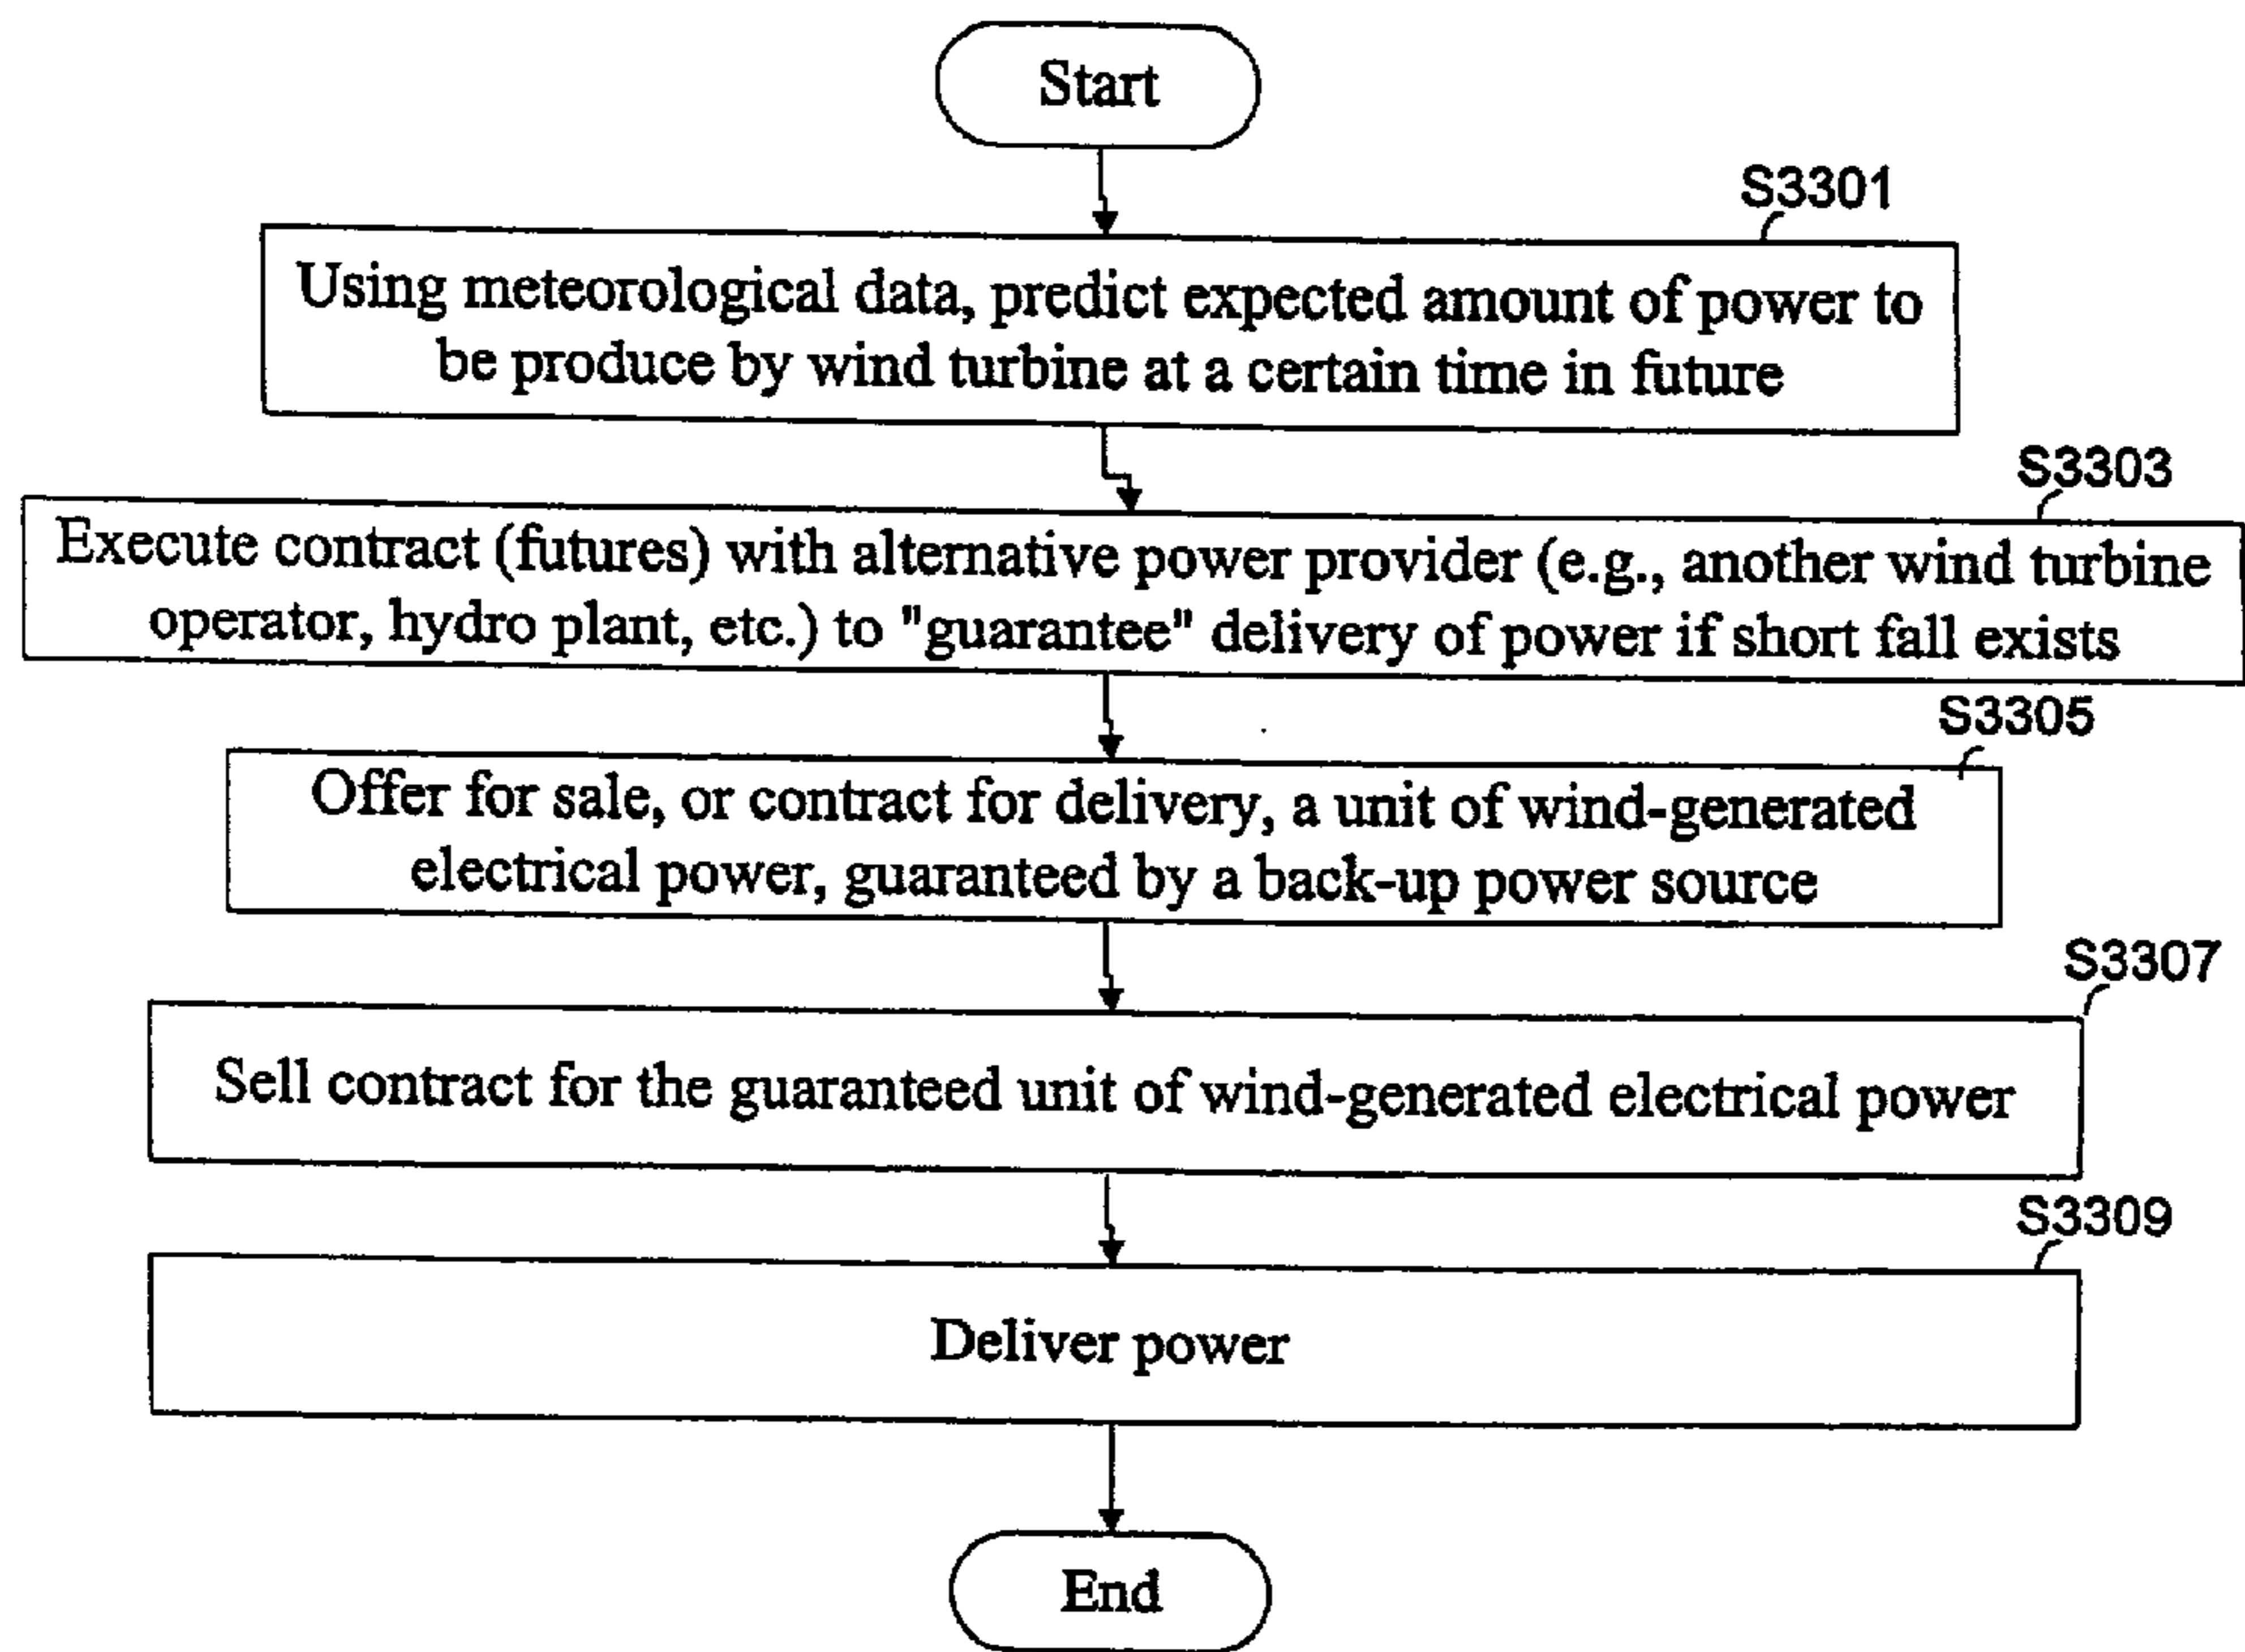 Start
S3301
Using meteorological data, predict expected amount of power to
be produce by wind turbine at a certain time in future
S3303
Execute contract (futures) with alternative power provider (e.g., another wind turbine
operator, hydro plant, etc.) to "guarantee" delivery of power if short fall exists
S3305
Offer for sale, or contract for delivery, a unit of wind-generated
electrical power, guaranteed by a back-up power source
S3307
Sell contract for the guaranteed unit of wind-generated electrical power
S3309
Deliver power
End